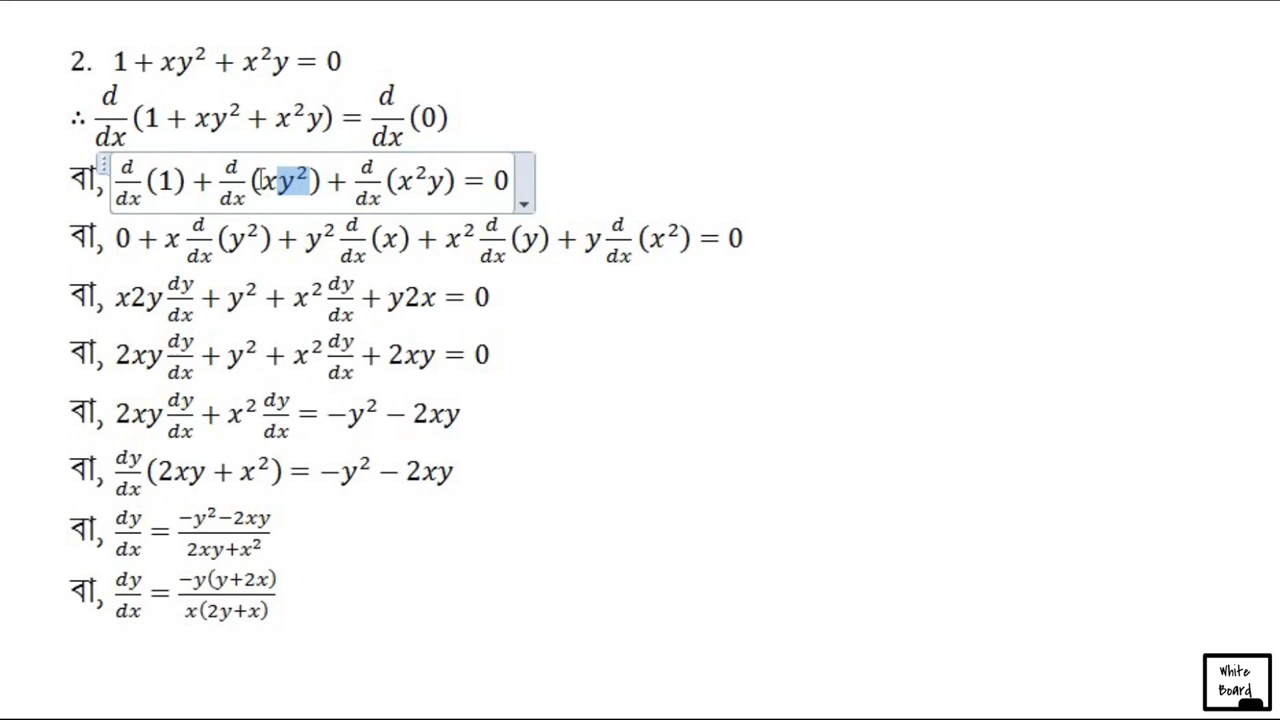 2. 1 + xy² + x²y = 0
∴ d/dx (1 + xy² + x²y) = d/dx (0)
বা, d/dx (1) + d/dx (xy²) + d/dx (x²y) = 0
বা, 0 + x d/dx (y²) + y² d/dx (x) + x² d/dx (y) + y d/dx (x²) = 0
বা, x2y dy/dx + y² + x² dy/dx + y2x = 0
বা, 2xy dy/dx + y² + x² dy/dx + 2xy = 0
বা, 2xy dy/dx + x² dy/dx = −y² − 2xy
বা, dy/dx (2xy + x²) = −y² − 2xy
বা, dy/dx = (−y²−2xy)/(2xy+x²)
বা, dy/dx = −y(y+2x)/x(2y+x)
White
Board